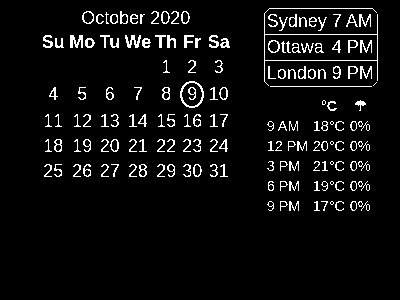 October 2020
Su Mo Tu We Th Fr Sa
1 2 3
4 5 6 7 8 9 10
11 12 13 14 15 16 17
18 19 20 21 22 23 24
25 26 27 28 29 30 31
Sydney 7 AM
Ottawa 4 PM
London 9 PM
°C ☂
9 AM 18°C 0%
12 PM 20°C 0%
3 PM 21°C 0%
6 PM 19°C 0%
9 PM 17°C 0%